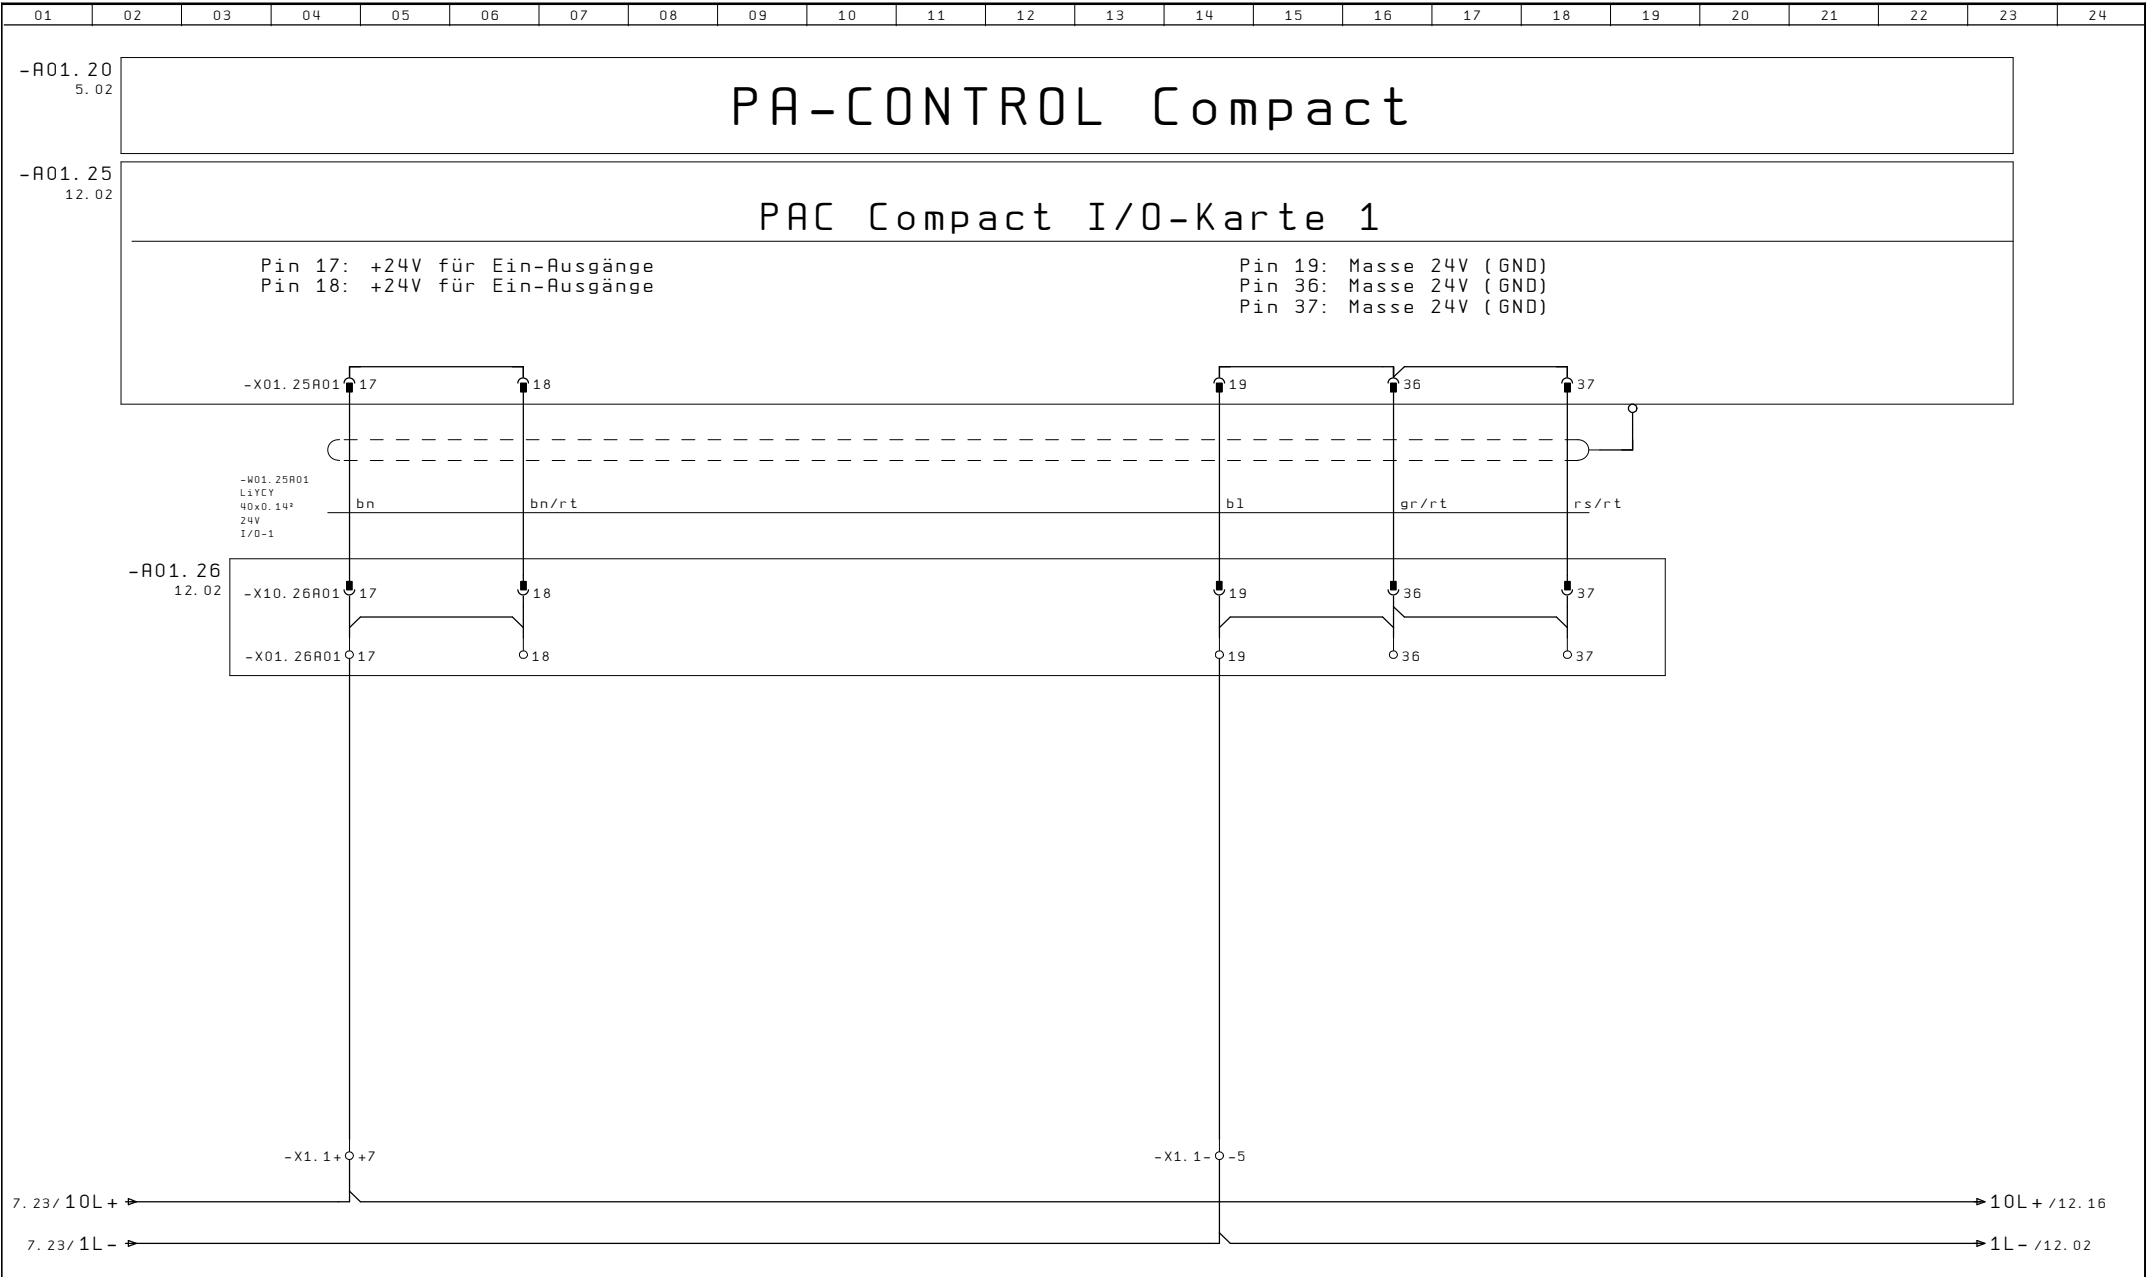 01 02 03 04 05 06 07 08 09 10 11 12 13 14 15 16 17 18 19 20 21 22 23 24
-A01.20
5.02
PA-CONTROL Compact
-A01.25
12.02
PAC Compact I/O-Karte 1
Pin 17: +24V für Ein-Ausgänge
Pin 18: +24V für Ein-Ausgänge
Pin 19: Masse 24V (GND)
Pin 36: Masse 24V (GND)
Pin 37: Masse 24V (GND)
-X01.25A01 17 18 19 36 37
-W01.25A01
LiYCY
40x0.14²
24V
I/O-1
bn bn/rt bl gr/rt rs/rt
-A01.26
12.02
-X10.26A01 17 18 19 36 37
-X01.26A01 17 18 19 36 37
-X1.1+ +7 -X1.1- -5
7.23/10L+ 10L+/12.16
7.23/1L- 1L-/12.02